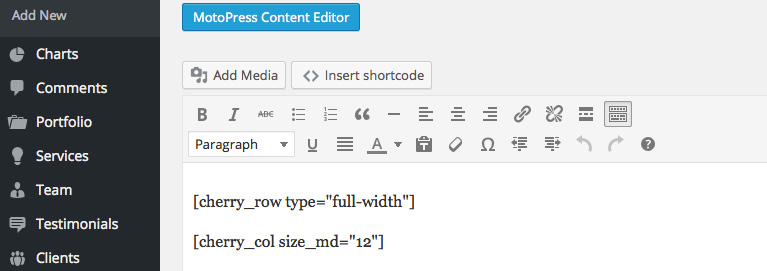 Add New
Charts
Comments
Portfolio
Services
Team
Testimonials
Clients
MotoPress Content Editor
Add Media
Insert shortcode
B I ABC
Paragraph U A Ω ?
[cherry_row type="full-width"]
[cherry_col size_md="12"]